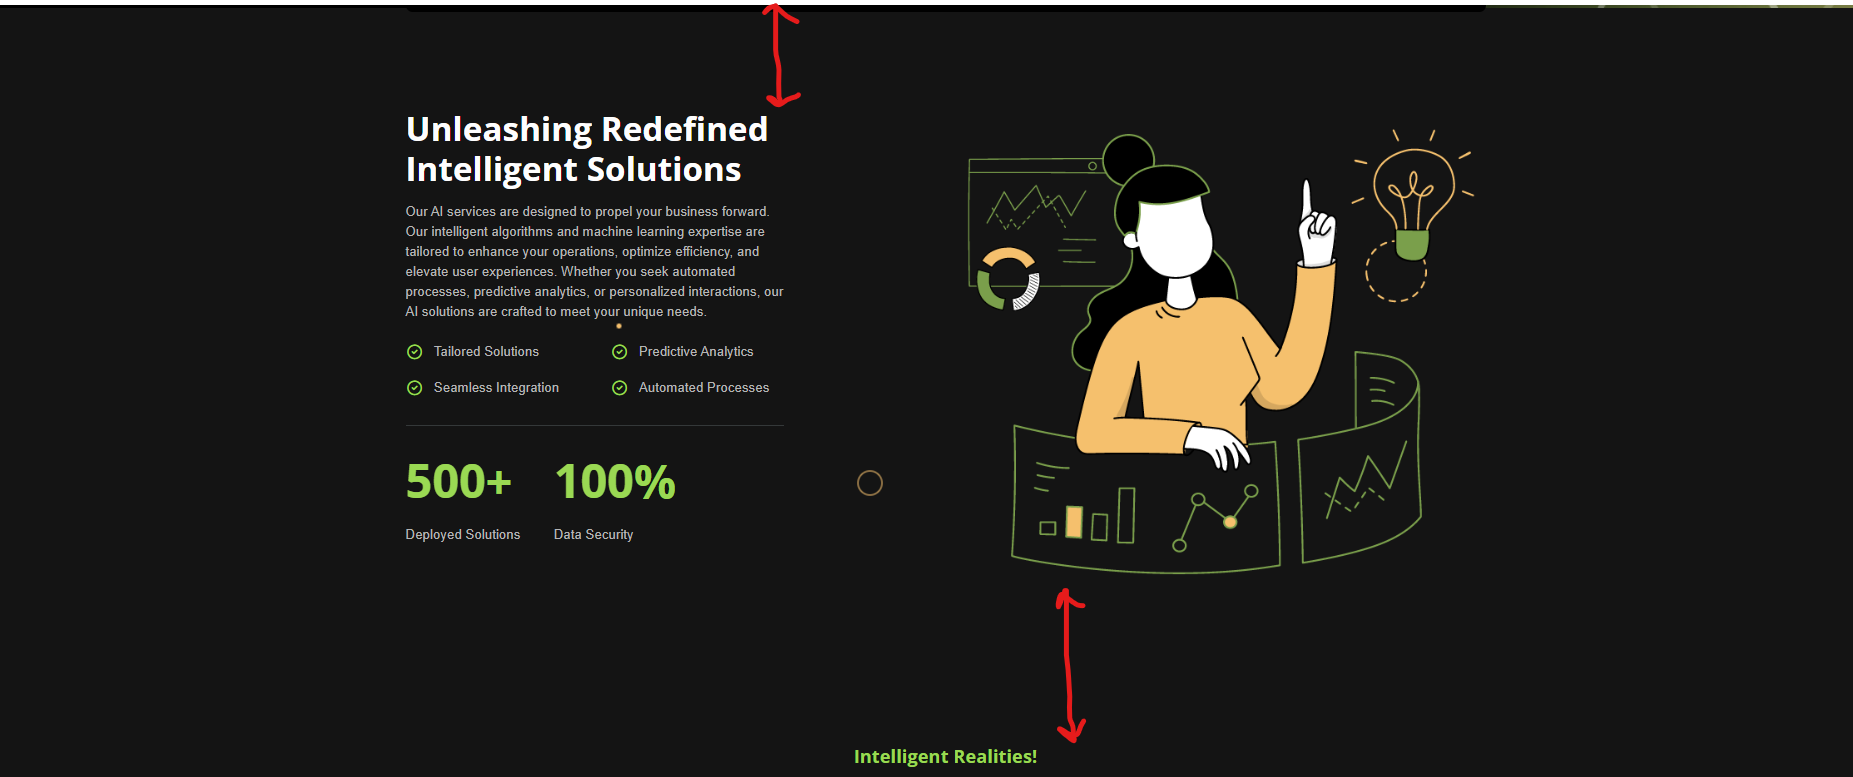 Unleashing Redefined
Intelligent Solutions
Our AI services are designed to propel your business forward.
Our intelligent algorithms and machine learning expertise are
tailored to enhance your operations, optimize efficiency, and
elevate user experiences. Whether you seek automated
processes, predictive analytics, or personalized interactions, our
AI solutions are crafted to meet your unique needs.
Tailored Solutions
Predictive Analytics
Seamless Integration
Automated Processes
500+
100%
Deployed Solutions
Data Security
Intelligent Realities!